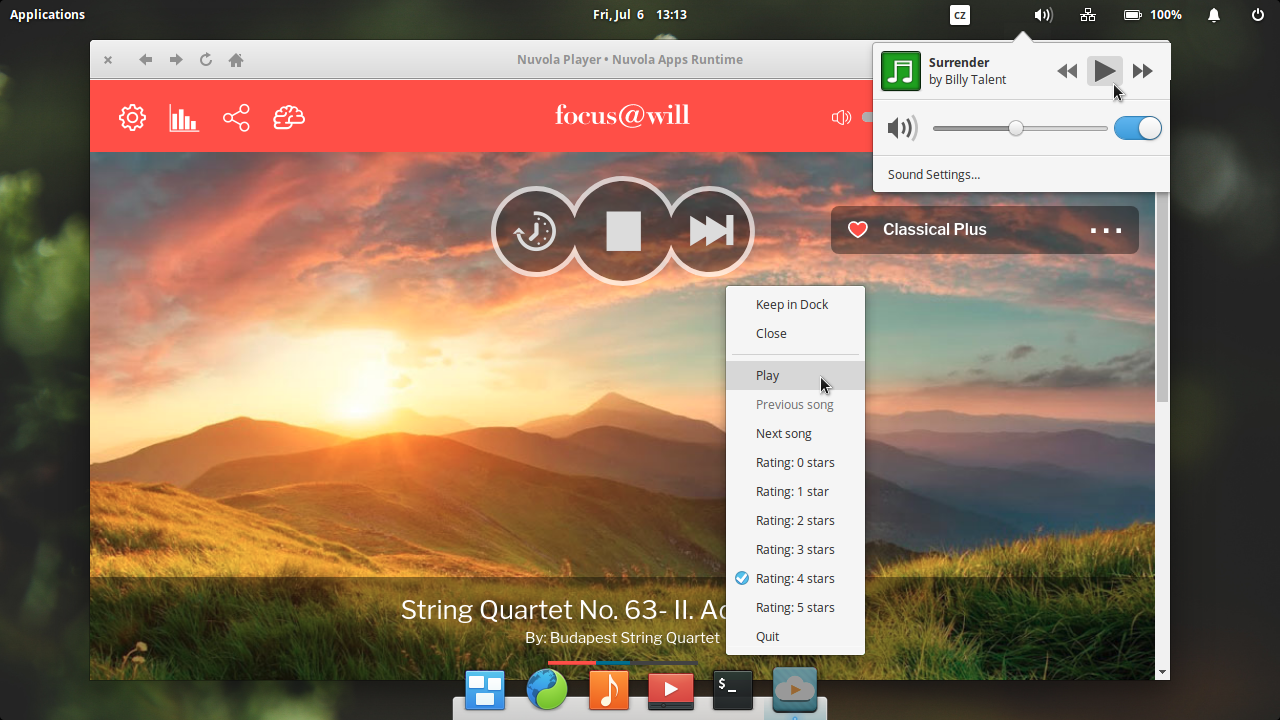 Applications
Fri, Jul 6 13:13
cz
100%
Nuvola Player • Nuvola Apps Runtime
Surrender
by Billy Talent
focus@will
Sound Settings...
Classical Plus
Keep in Dock
Close
Play
Previous song
Next song
Rating: 0 stars
Rating: 1 star
Rating: 2 stars
Rating: 3 stars
Rating: 4 stars
Rating: 5 stars
Quit
String Quartet No. 63- II.
By: Budapest String Quartet
$_